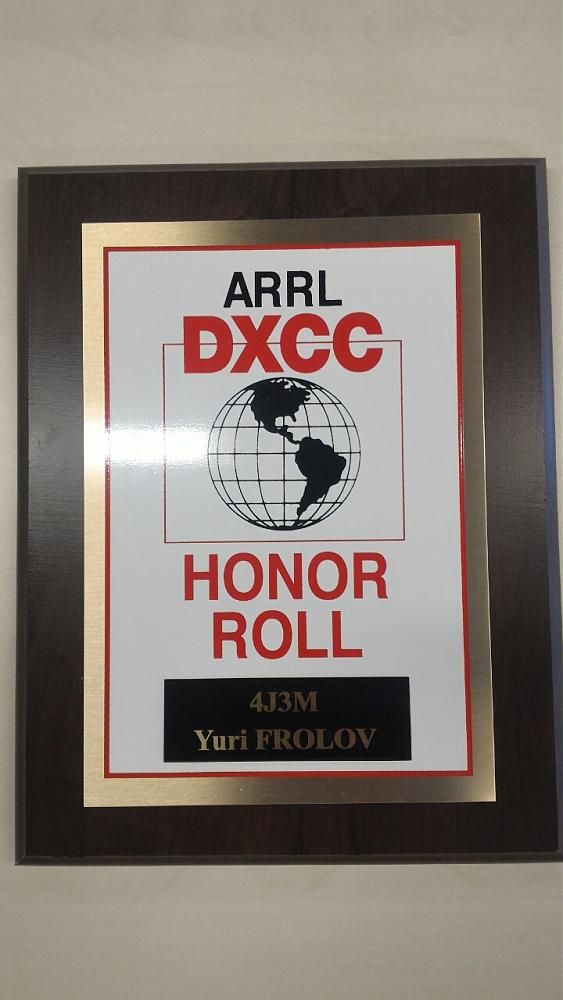 ARRL
DXCC
HONOR
ROLL
4J3M
Yuri FROLOV